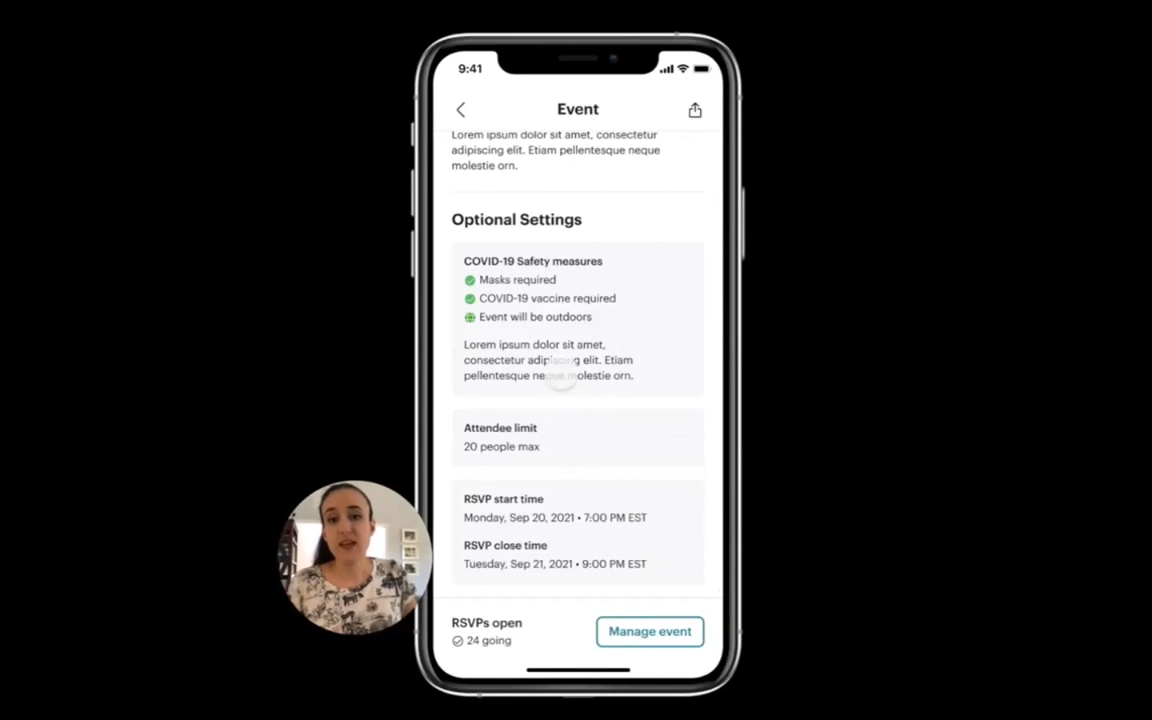 9:41
Event
Lorem ipsum dolor sit amet, consectetur
adipiscing elit. Etiam pellentesque neque
molestie orn.
Optional Settings
COVID-19 Safety measures
Masks required
COVID-19 vaccine required
Event will be outdoors
Lorem ipsum dolor sit amet,
consectetur adipiscing elit. Etiam
pellentesque neque molestie orn.
Attendee limit
20 people max
RSVP start time
Monday, Sep 20, 2021 • 7:00 PM EST
RSVP close time
Tuesday, Sep 21, 2021 • 9:00 PM EST
RSVPs open
24 going
Manage event